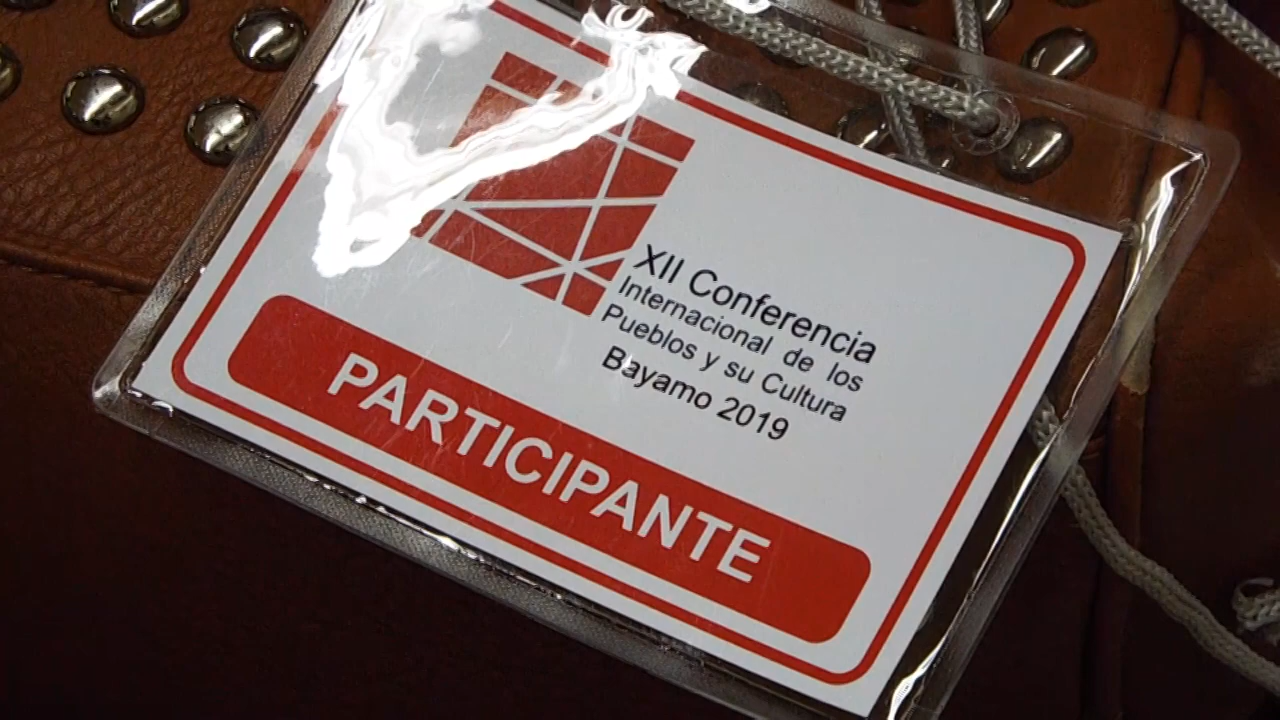 XII Conferencia
Internacional de los
Pueblos y su Cultura
Bayamo 2019
PARTICIPANTE